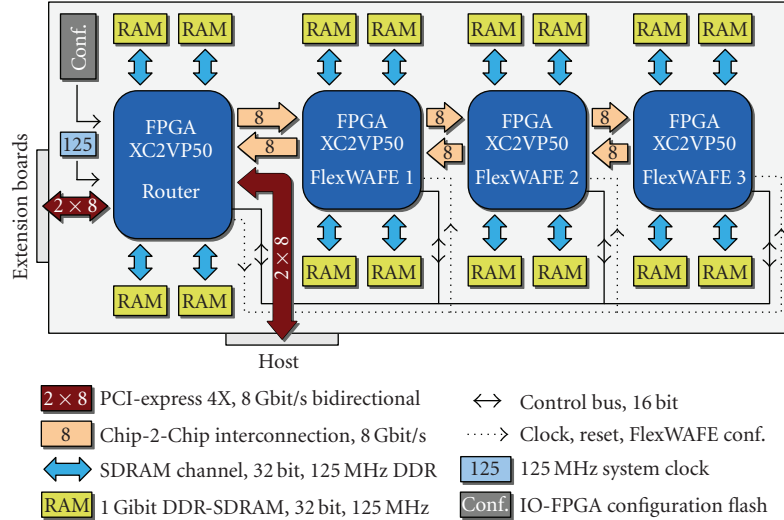 Conf.
RAM RAM RAM RAM RAM RAM RAM RAM
125
FPGA
XC2VP50
Router
8
8
FPGA
XC2VP50
FlexWAFE 1
8
8
FPGA
XC2VP50
FlexWAFE 2
8
8
FPGA
XC2VP50
FlexWAFE 3
Extension boards
2 × 8
2 × 8
RAM RAM RAM RAM RAM RAM RAM RAM
Host
2 × 8 PCI-express 4X, 8 Gbit/s bidirectional
8 Chip-2-Chip interconnection, 8 Gbit/s
SDRAM channel, 32 bit, 125 MHz DDR
RAM 1 Gibit DDR-SDRAM, 32 bit, 125 MHz
Control bus, 16 bit
Clock, reset, FlexWAFE conf.
125 125 MHz system clock
Conf. IO-FPGA configuration flash